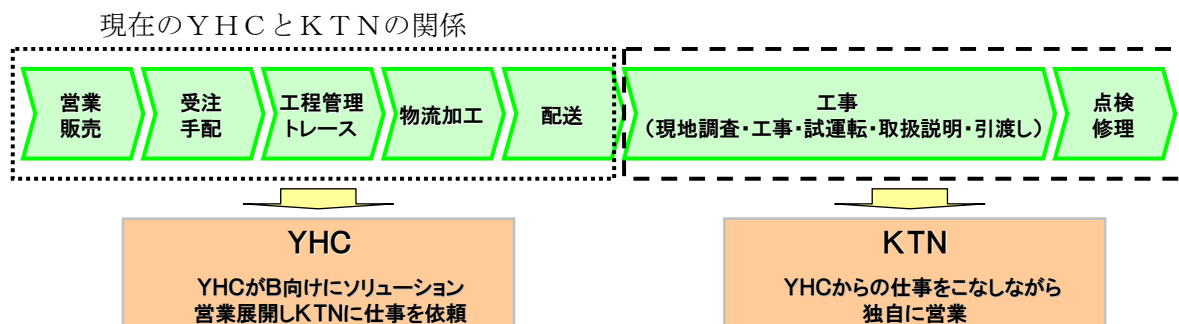 現在のＹＨＣとＫＴＮの関係
営業
販売
受注
手配
工程管理
トレース
物流加工
配送
工事
（現地調査・工事・試運転・取扱説明・引渡し）
点検
修理
YHC
YHCがB向けにソリューション
営業展開しKTNに仕事を依頼
KTN
YHCからの仕事をこなしながら
独自に営業